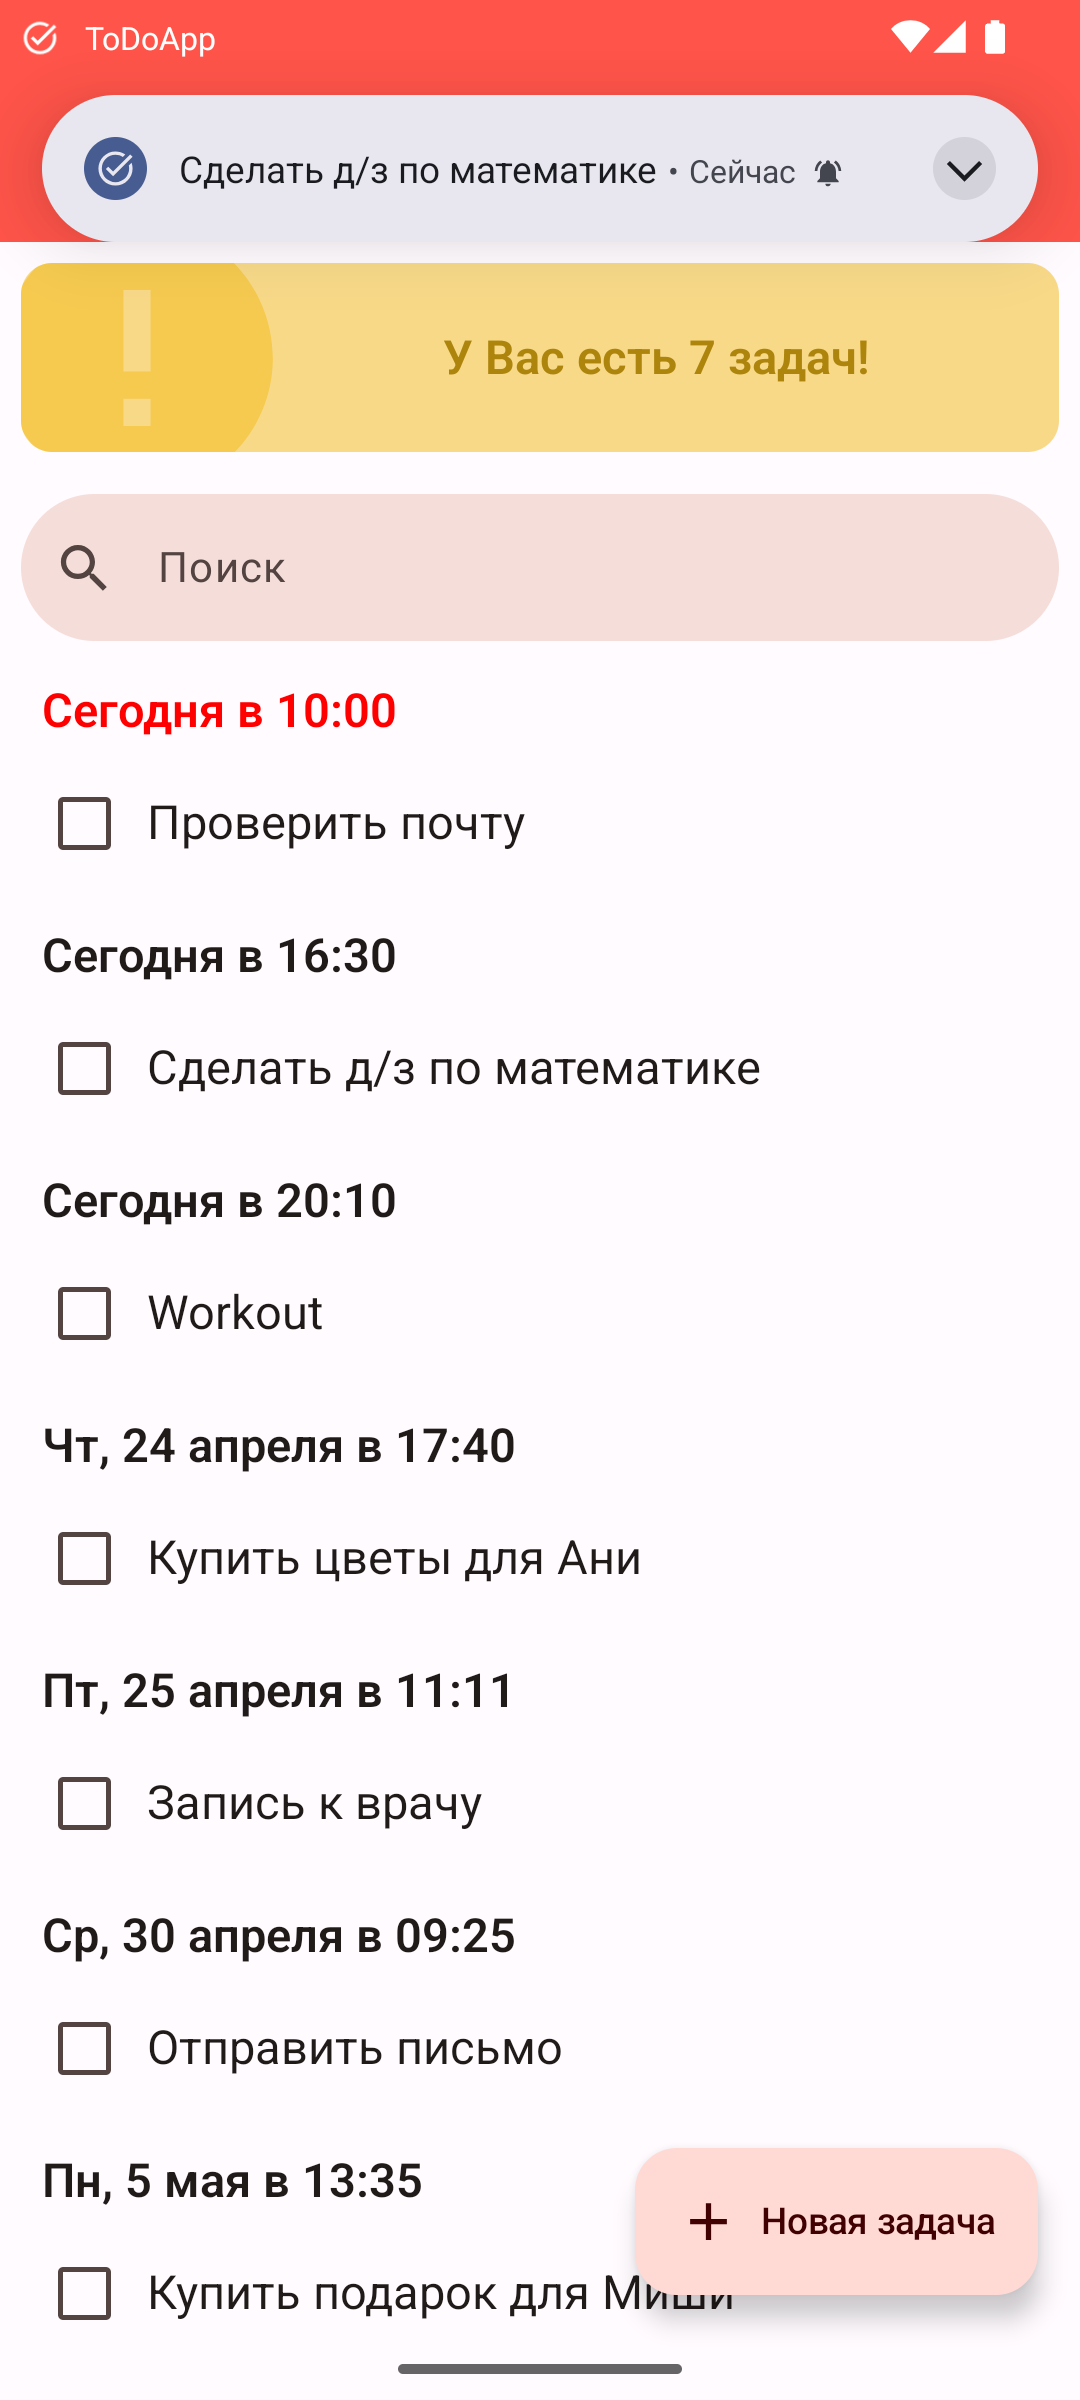 ToDoApp
Сделать д/з по математике • Сейчас
У Вас есть 7 задач!
Поиск
Сегодня в 10:00
Проверить почту
Сегодня в 16:30
Сделать д/з по математике
Сегодня в 20:10
Workout
Чт, 24 апреля в 17:40
Купить цветы для Ани
Пт, 25 апреля в 11:11
Запись к врачу
Ср, 30 апреля в 09:25
Отправить письмо
Пн, 5 мая в 13:35
Новая задача
Купить подарок для Миши